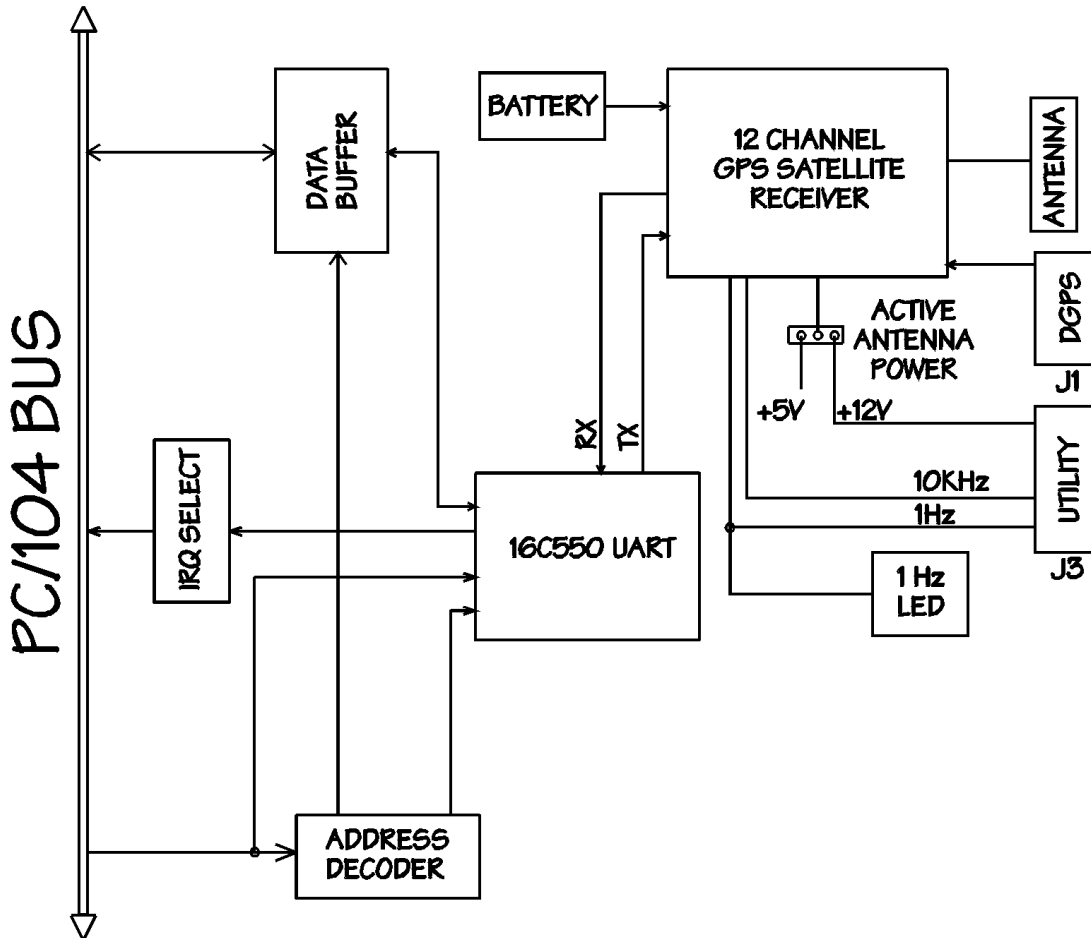 PC/104 BUS
DATA
BUFFER
BATTERY
12 CHANNEL
GPS SATELLITE
RECEIVER
ANTENNA
DGPS
J1
ACTIVE
ANTENNA
POWER
+5V
+12V
RX
TX
UTILITY
J3
10KHz
1Hz
IRQ SELECT
16C550 UART
1 Hz
LED
ADDRESS
DECODER